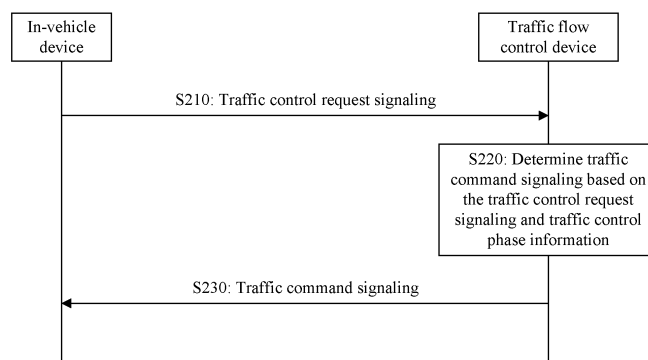 In-vehicle
device
Traffic flow
control device
S210: Traffic control request signaling
S220: Determine traffic
command signaling based on
the traffic control request
signaling and traffic control
phase information
S230: Traffic command signaling